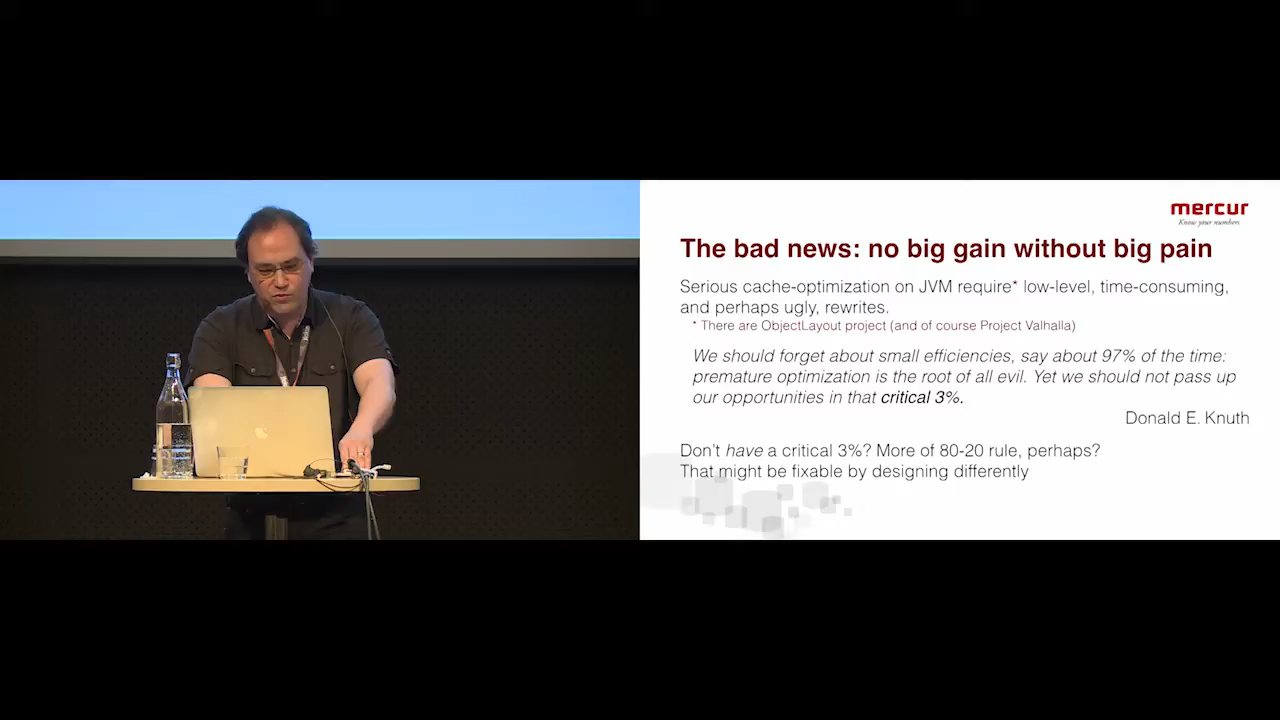 mercur
Know your numbers
The bad news: no big gain without big pain
Serious cache-optimization on JVM require* low-level, time-consuming,
and perhaps ugly, rewrites.
* There are ObjectLayout project (and of course Project Valhalla)
We should forget about small efficiencies, say about 97% of the time:
premature optimization is the root of all evil. Yet we should not pass up
our opportunities in that critical 3%.
Donald E. Knuth
Don't have a critical 3%? More of 80-20 rule, perhaps?
That might be fixable by designing differently